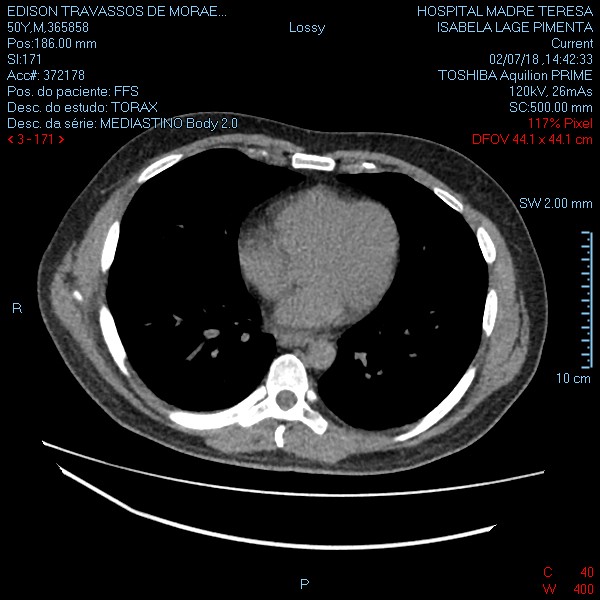 EDISON TRAVASSOS DE MORAE...
50Y,M,365858
Pos:186.00 mm
Sl:171
Acc#: 372178
Pos. do paciente: FFS
Desc. do estudo: TORAX
Desc. da série: MEDIASTINO Body 2.0
< 3 - 171 >
Lossy
HOSPITAL MADRE TERESA
ISABELA LAGE PIMENTA
Current
02/07/18 ,14:42:33
TOSHIBA Aquilion PRIME
120kV, 26mAs
SC:500.00 mm
117% Pixel
DFOV 44.1 x 44.1 cm
SW 2.00 mm
R
10 cm
P
C 40
W 400